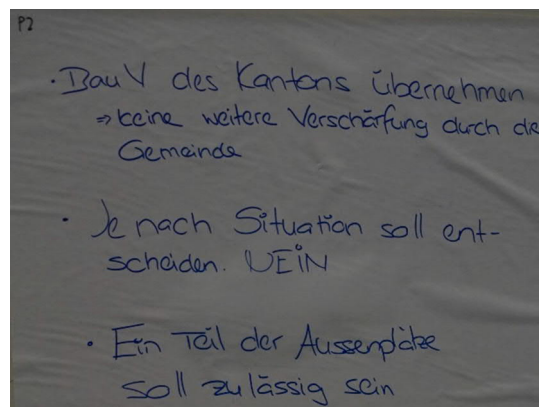 P2
• BauV des Kantons übernehmen
⇒ keine weitere Verschärfung durch die
Gemeinde
• Je nach Situation soll ent-
scheiden. NEIN
• Ein Teil der Aussenplätze
soll zulässig sein